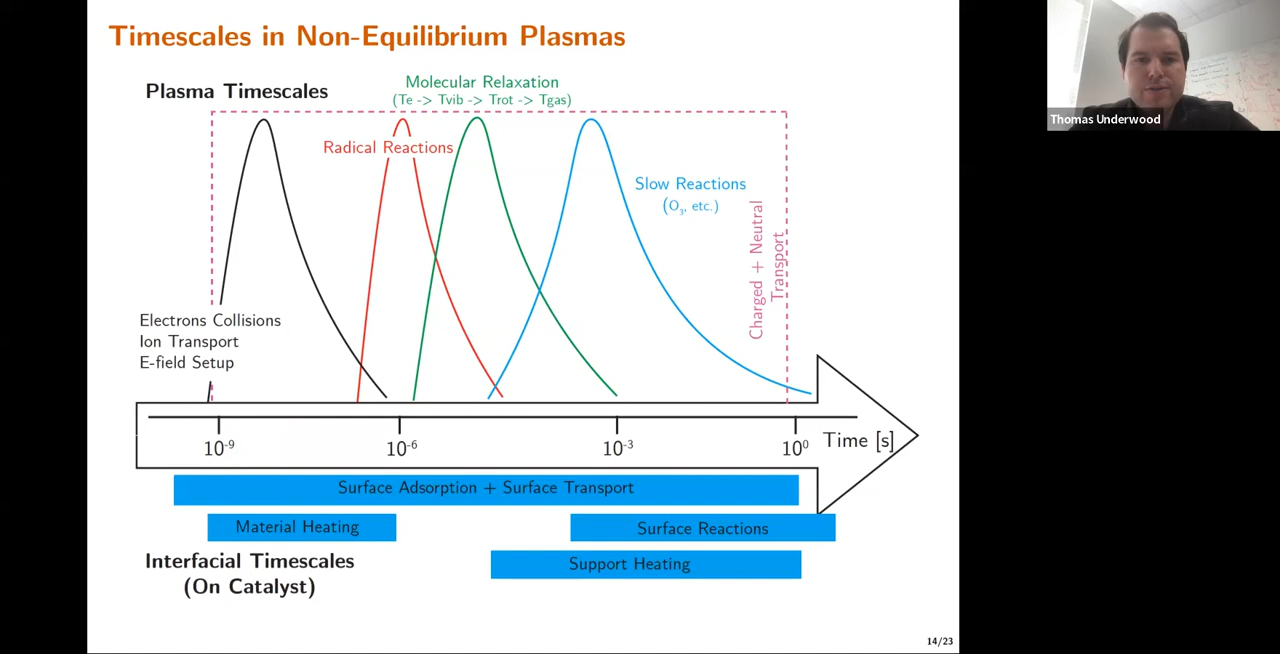 Timescales in Non-Equilibrium Plasmas
Plasma Timescales
Molecular Relaxation
(Te -> Tvib -> Trot -> Tgas)
Radical Reactions
Slow Reactions
(O₃, etc.)
Charged + Neutral
Transport
Electrons Collisions
Ion Transport
E-field Setup
10⁻⁹
10⁻⁶
10⁻³
10⁰
Time [s]
Surface Adsorption + Surface Transport
Material Heating
Surface Reactions
Support Heating
Interfacial Timescales
(On Catalyst)
14/23
Thomas Underwood